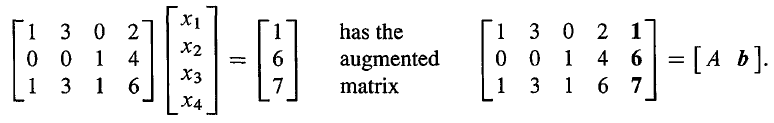 [1 3 0 2; 0 0 1 4; 1 3 1 6] [x₁; x₂; x₃; x₄] = [1; 6; 7] has the augmented matrix [1 3 0 2 1; 0 0 1 4 6; 1 3 1 6 7] = [A b].